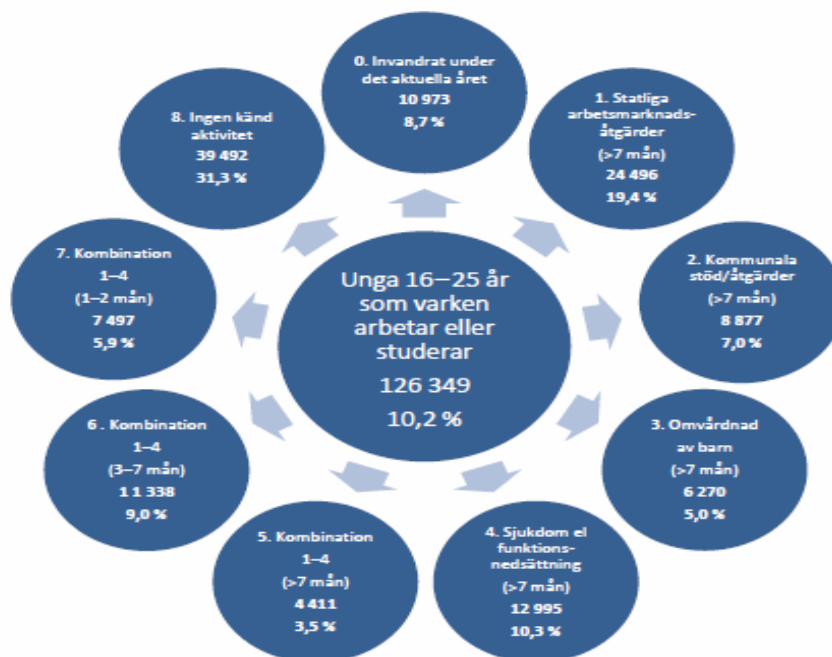 0. Invandrat under
det aktuella året
10 973
8,7 %
1. Statliga
arbetsmarknads-
åtgärder
(>7 mån)
24 496
19,4 %
2. Kommunala
stöd/åtgärder
(>7 mån)
8 877
7,0 %
3. Omvårdnad
av barn
(>7 mån)
6 270
5,0 %
4. Sjukdom el
funktions-
nedsättning
(>7 mån)
12 995
10,3 %
5. Kombination
1–4
(>7 mån)
4 411
3,5 %
6 . Kombination
1–4
(3–7 mån)
11 338
9,0 %
7. Kombination
1–4
(1–2 mån)
7 497
5,9 %
8. Ingen känd
aktivitet
39 492
31,3 %
Unga 16–25 år
som varken
arbetar eller
studerar
126 349
10,2 %